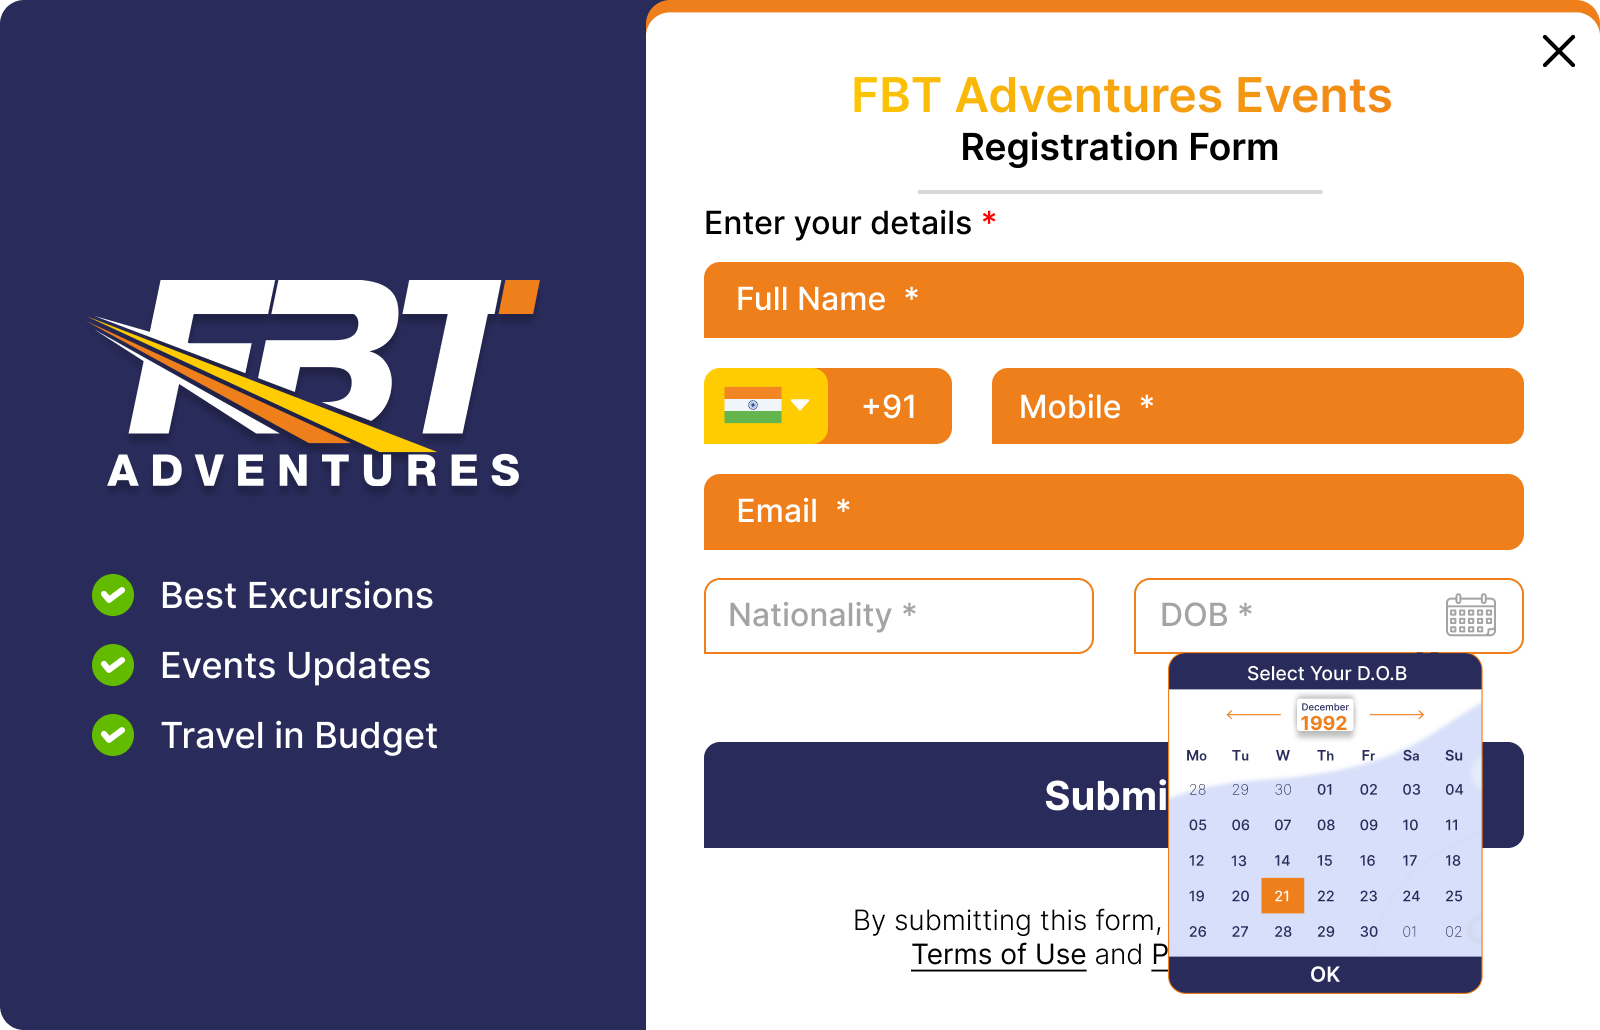 FBT
ADVENTURES
Best Excursions
Events Updates
Travel in Budget
FBT Adventures Events
Registration Form
Enter your details *
Full Name *
+91
Mobile *
Email *
Nationality *
DOB *
Select Your D.O.B
December
1992
Mo Tu W Th Fr Sa Su
28 29 30 01 02 03 04
05 06 07 08 09 10 11
12 13 14 15 16 17 18
19 20 21 22 23 24 25
26 27 28 29 30 01 02
OK
Submi
By submitting this form,
Terms of Use and P